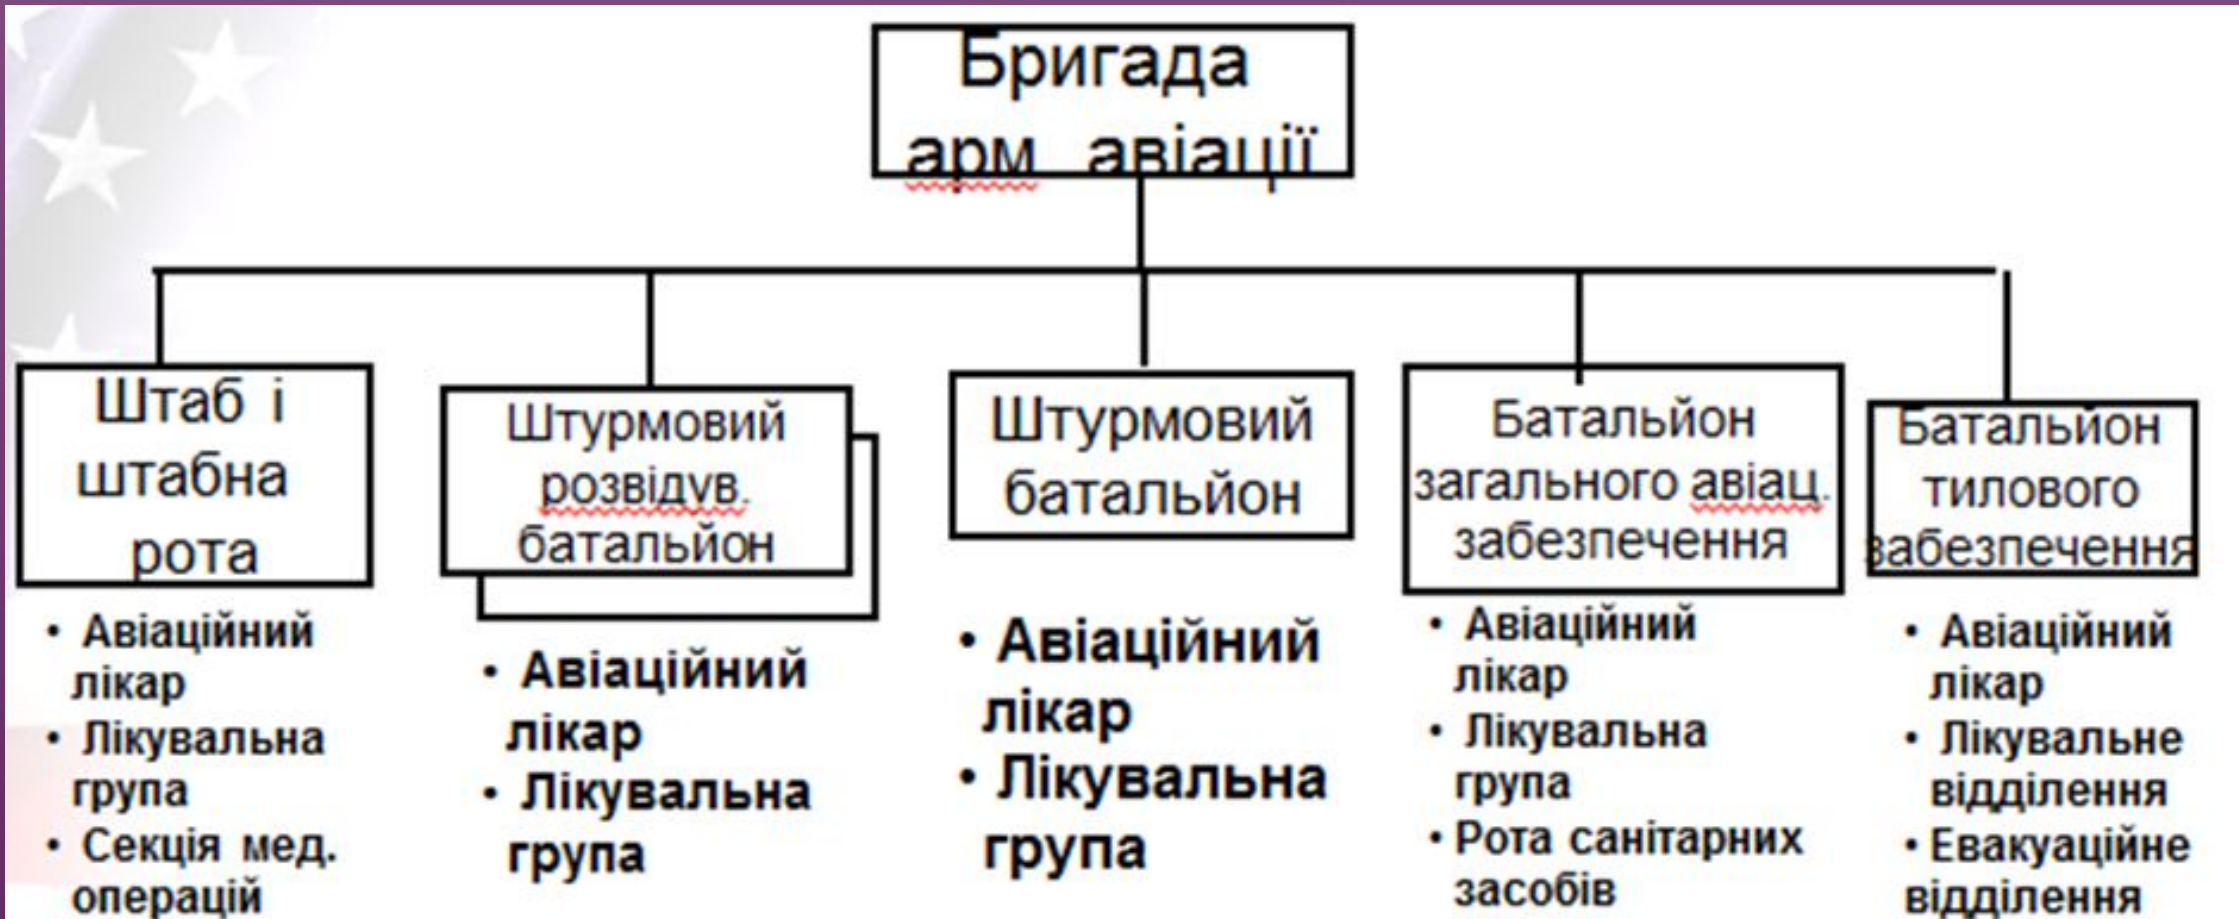 Бригада
арм авіації
Штаб і
штабна
рота
• Авіаційний
лікар
• Лікувальна
група
• Секція мед.
операцій
Штурмовий
розвідув.
батальйон
• Авіаційний
лікар
• Лікувальна
група
Штурмовий
батальйон
• Авіаційний
лікар
• Лікувальна
група
Батальйон
загального авіац.
забезпечення
• Авіаційний
лікар
• Лікувальна
група
• Рота санітарних
засобів
Батальйон
тилового
забезпечення
• Авіаційний
лікар
• Лікувальне
відділення
• Евакуаційне
відділення